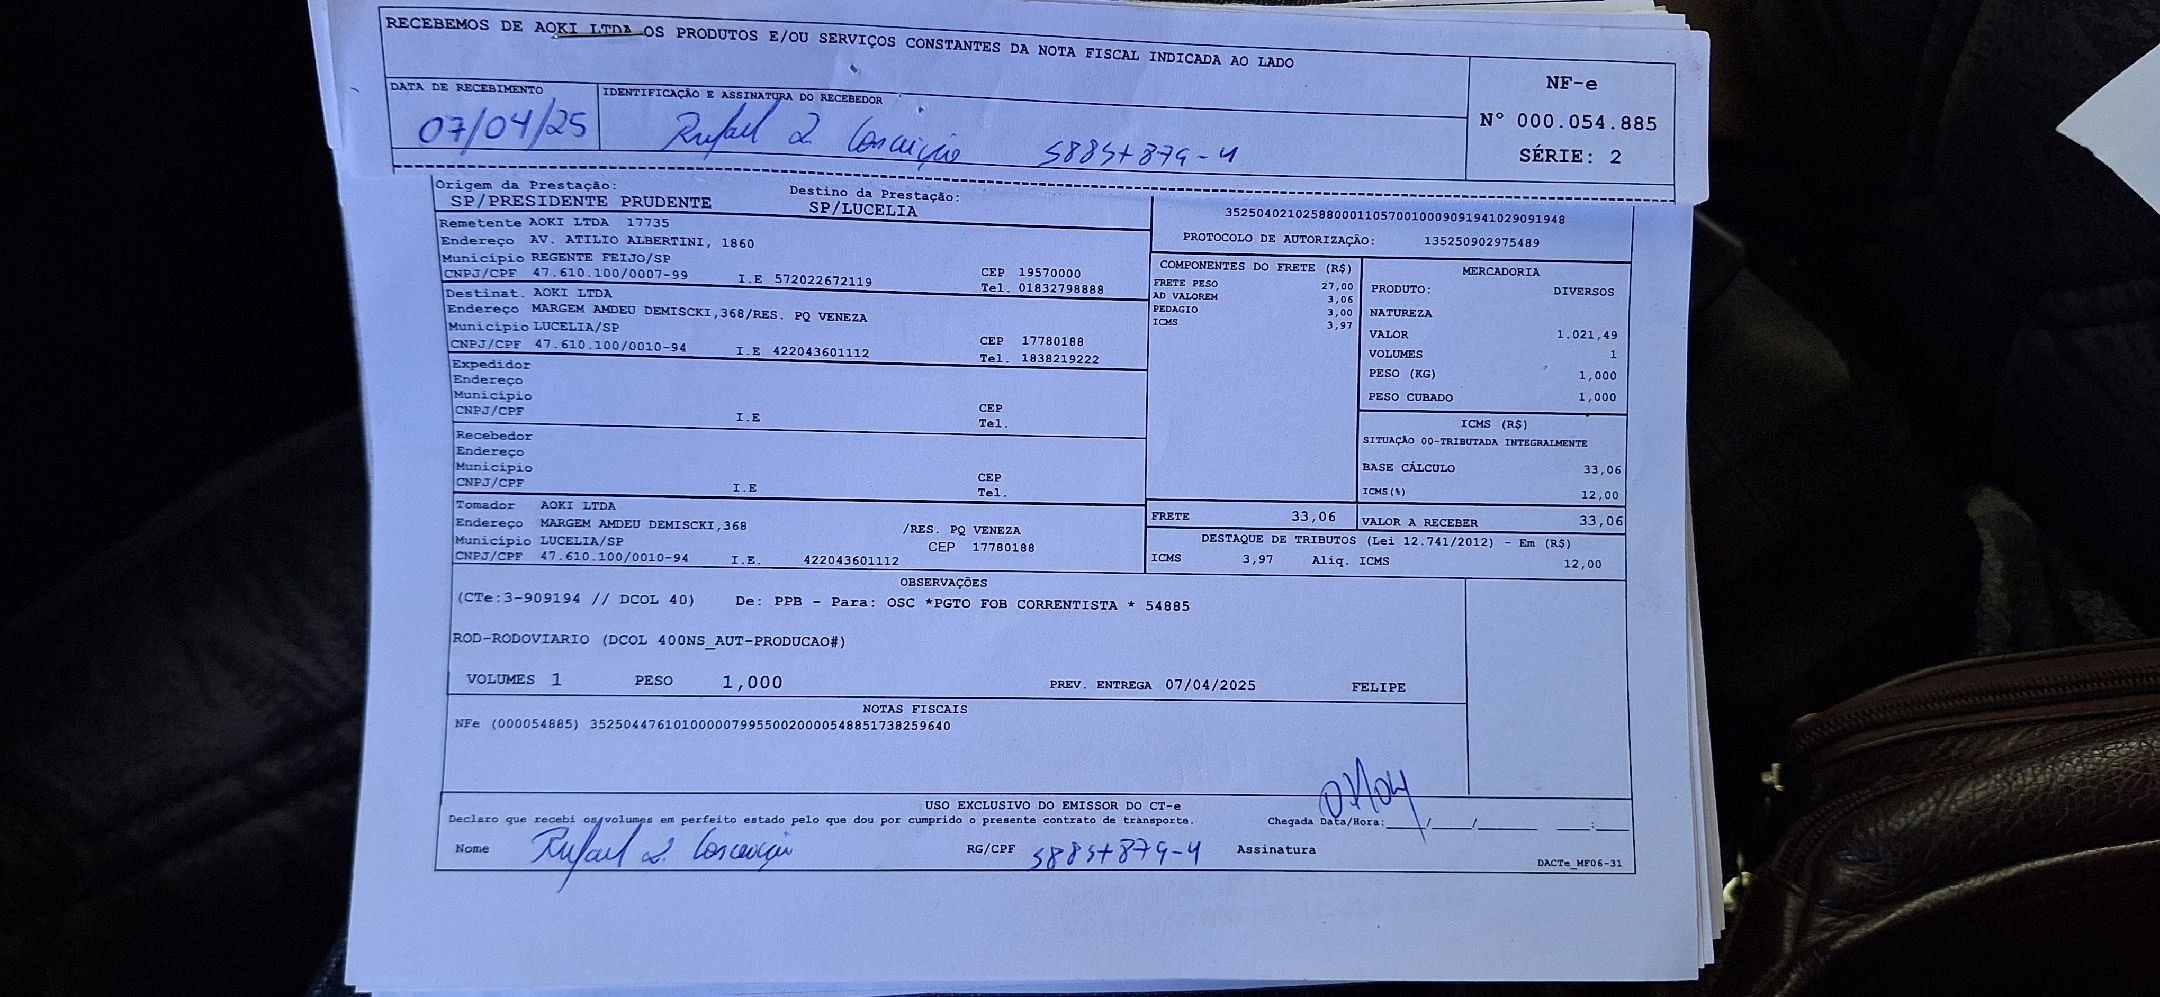 RECEBEMOS DE AOKI LTDA OS PRODUTOS E/OU SERVIÇOS CONSTANTES DA NOTA FISCAL INDICADA AO LADO
NF-e
Nº 000.054.885
SÉRIE: 2
DATA DE RECEBIMENTO
07/04/25
IDENTIFICAÇÃO E ASSINATURA DO RECEBEDOR
Rafael
Origem da Prestação:
SP/PRESIDENTE PRUDENTE
Destino da Prestação:
SP/LUCELIA
Remetente AOKI LTDA 17735
Endereço AV. ATILIO ALBERTINI, 1860
Município REGENTE FEIJO/SP
CNPJ/CPF 47.610.100/0007-99 I.E 572022672119
CEP 19570000
Tel. 01832798888
Destinat. AOKI LTDA
Endereço MARGEM AMDEU DEMISCKI,368/RES. PQ VENEZA
Município LUCELIA/SP
CNPJ/CPF 47.610.100/0010-94 I.E 422043601112
CEP 17780188
Tel. 1838219222
Expedidor
Endereço
Município
CNPJ/CPF I.E
CEP
Tel.
Recebedor
Endereço
Município
CNPJ/CPF I.E
CEP
Tel.
Tomador AOKI LTDA
Endereço MARGEM AMDEU DEMISCKI,368 /RES. PQ VENEZA
Município LUCELIA/SP CEP 17780188
CNPJ/CPF 47.610.100/0010-94 I.E. 422043601112
35250402102588000110570010009091941029091948
PROTOCOLO DE AUTORIZAÇÃO: 135250902975489
COMPONENTES DO FRETE (R$)
FRETE PESO 27,00
AD VALOREM 3,06
PEDAGIO 3,00
ICMS 3,97
MERCADORIA
PRODUTO: DIVERSOS
NATUREZA
VALOR 1.021,49
VOLUMES 1
PESO (KG) 1,000
PESO CUBADO 1,000
ICMS (R$)
SITUAÇÃO 00-TRIBUTADA INTEGRALMENTE
BASE CÁLCULO 33,06
ICMS(%) 12,00
FRETE 33,06
VALOR A RECEBER 33,06
DESTAQUE DE TRIBUTOS (Lei 12.741/2012) - Em (R$)
ICMS 3,97 Aliq. ICMS 12,00
OBSERVAÇÕES
(CTe:3-909194 // DCOL 40) De: PPB - Para: OSC *PGTO FOB CORRENTISTA * 54885
ROD-RODOVIARIO (DCOL 400NS_AUT-PRODUCAO#)
VOLUMES 1 PESO 1,000 PREV. ENTREGA 07/04/2025 FELIPE
NOTAS FISCAIS
NFe (000054885) 35250447610100000799550020000548851738259640
USO EXCLUSIVO DO EMISSOR DO CT-e
Declaro que recebi os volumes em perfeito estado pelo que dou por cumprido o presente contrato de transporte.
Chegada Data/Hora:____/____/______ ___:___
07/04
Nome Rafael
RG/CPF
Assinatura
DACTe_MF06-31